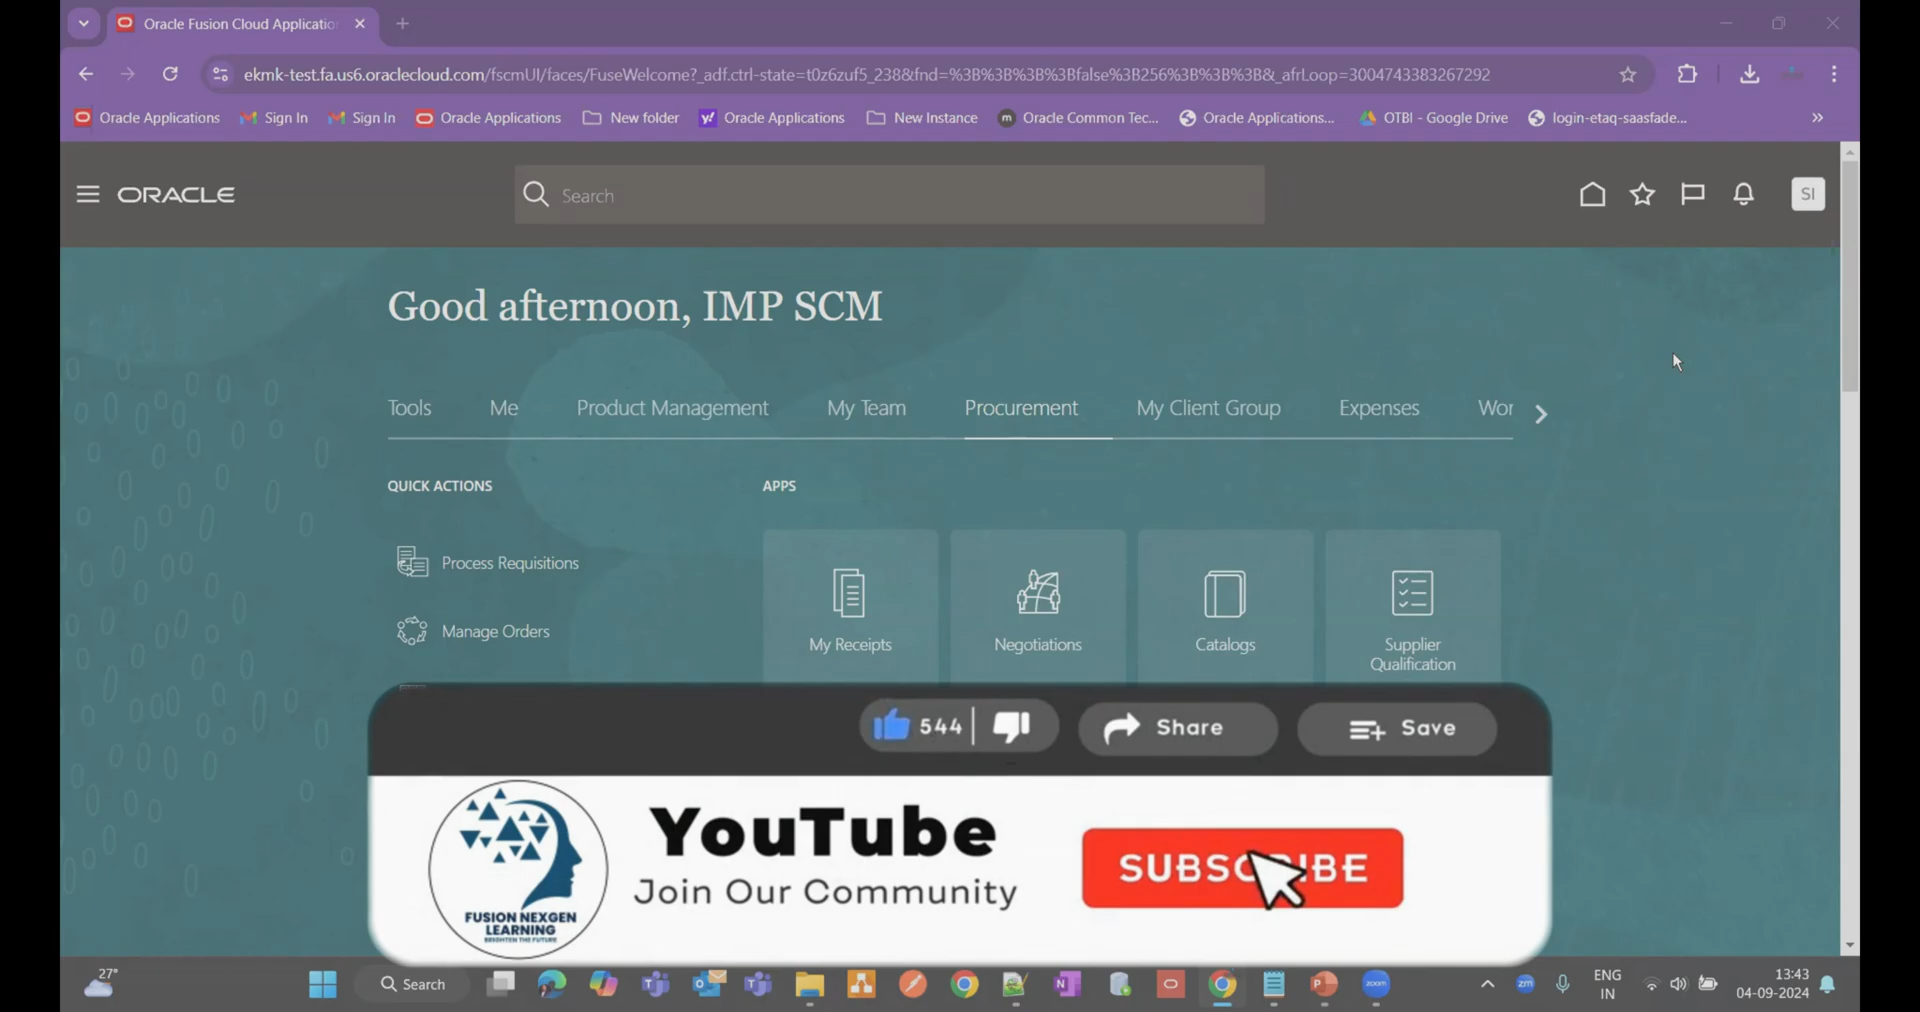 Oracle Fusion Cloud Applicatio
ekmk-test.fa.us6.oraclecloud.com/fscmUI/faces/FuseWelcome?_adf.ctrl-state=t0z6zuf5_238&fnd=%3B%3B%3B%3Bfalse%3B256%3B%3B%3B&_afrLoop=3004743383267292
Oracle Applications Sign In Sign In Oracle Applications New folder Oracle Applications New Instance Oracle Common Tec... Oracle Applications... OTBI - Google Drive login-etaq-saasfade...
ORACLE Search SI
Good afternoon, IMP SCM
Tools Me Product Management My Team Procurement My Client Group Expenses Wor
QUICK ACTIONS APPS
Process Requisitions
Manage Orders
My Receipts Negotiations Catalogs Supplier
Qualification
544 Share Save
YouTube
Join Our Community
SUBSCRIBE
FUSION NEXGEN
LEARNING
BRIGHTEN THE FUTURE
27°
Search
ENG
IN
13:43
04-09-2024